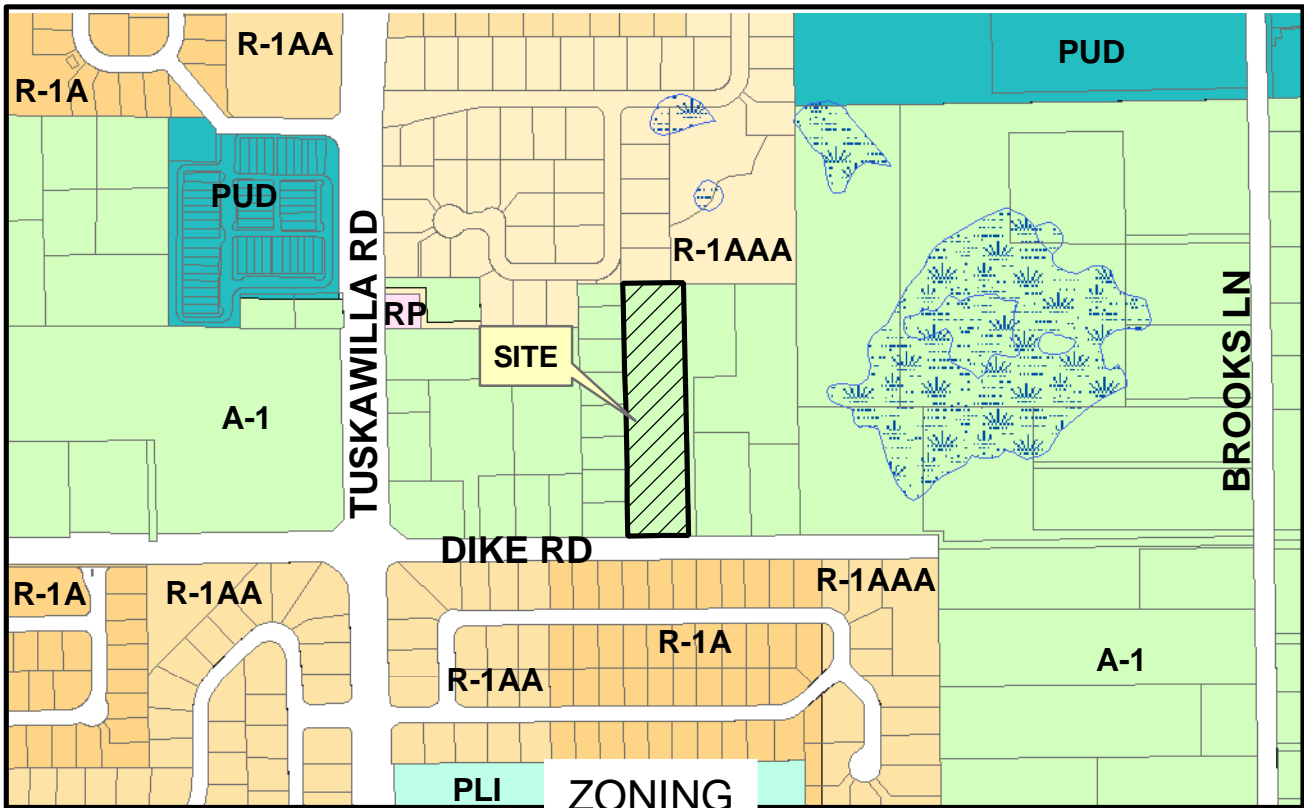 R-1AA
PUD
R-1A
PUD
TUSKAWILLA RD
R-1AAA
BROOKS LN
RP
SITE
A-1
DIKE RD
R-1A
R-1AA
R-1AAA
R-1A
A-1
R-1AA
PLI
ZONING